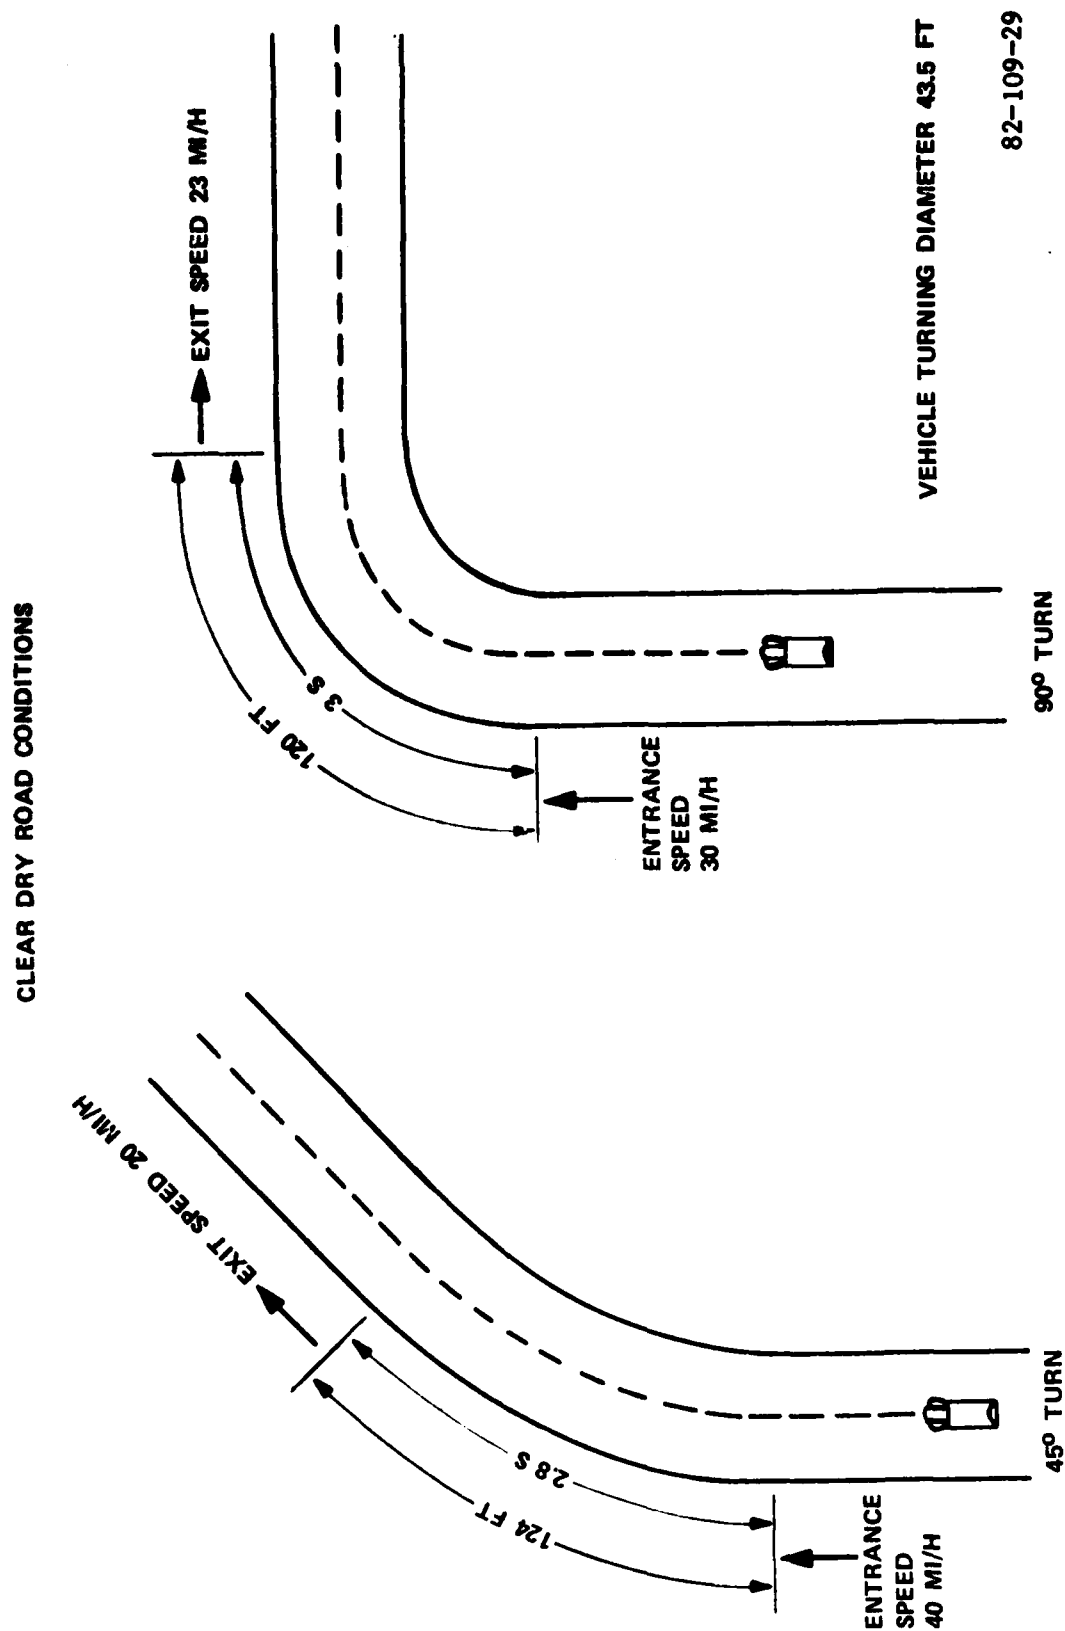 CLEAR DRY ROAD CONDITIONS
EXIT SPEED 20 MI/H
124 FT
2.8 S
ENTRANCE
SPEED
40 MI/H
45° TURN
EXIT SPEED 23 MI/H
120 FT
3 S
ENTRANCE
SPEED
30 MI/H
90° TURN
VEHICLE TURNING DIAMETER 43.5 FT
82-109-29